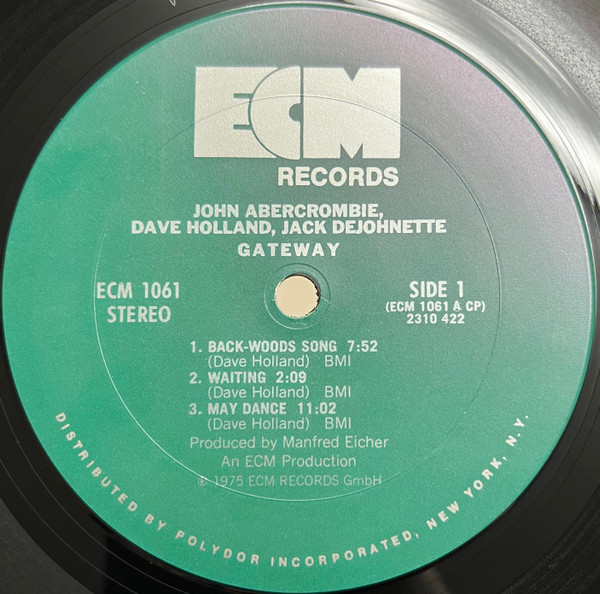 ECM
RECORDS
JOHN ABERCROMBIE,
DAVE HOLLAND, JACK DEJOHNETTE
GATEWAY
ECM 1061
STEREO
SIDE 1
(ECM 1061 A CP)
2310 422
1. BACK-WOODS SONG 7:52
(Dave Holland) BMI
2. WAITING 2:09
(Dave Holland) BMI
3. MAY DANCE 11:02
(Dave Holland) BMI
Produced by Manfred Eicher
An ECM Production
℗ 1975 ECM RECORDS GmbH
DISTRIBUTED BY POLYDOR INCORPORATED, NEW YORK, N.Y.